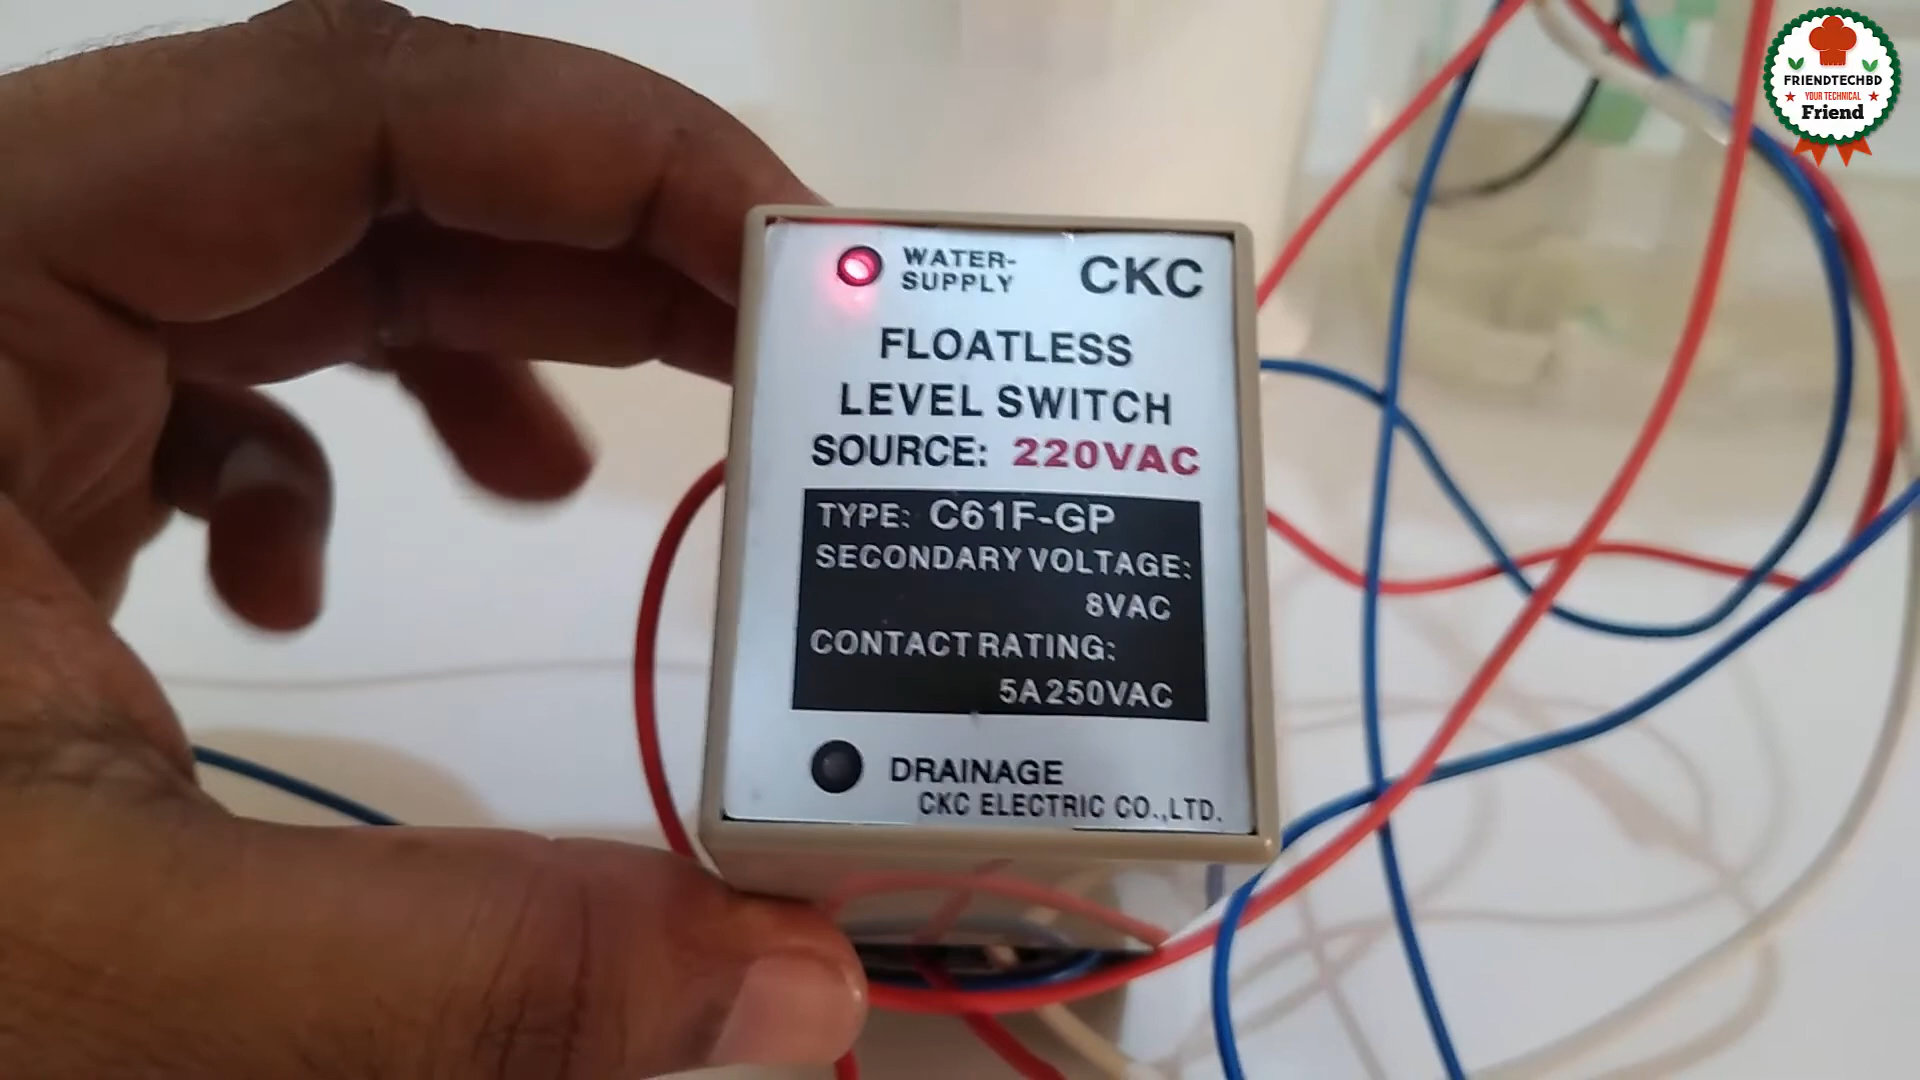 FRIENDTECHBD
YOUR TECHNICAL
Friend
WATER-
SUPPLY
CKC
FLOATLESS
LEVEL SWITCH
SOURCE: 220VAC
TYPE: C61F-GP
SECONDARY VOLTAGE:
8VAC
CONTACT RATING:
5A 250VAC
DRAINAGE
CKC ELECTRIC CO.,LTD.